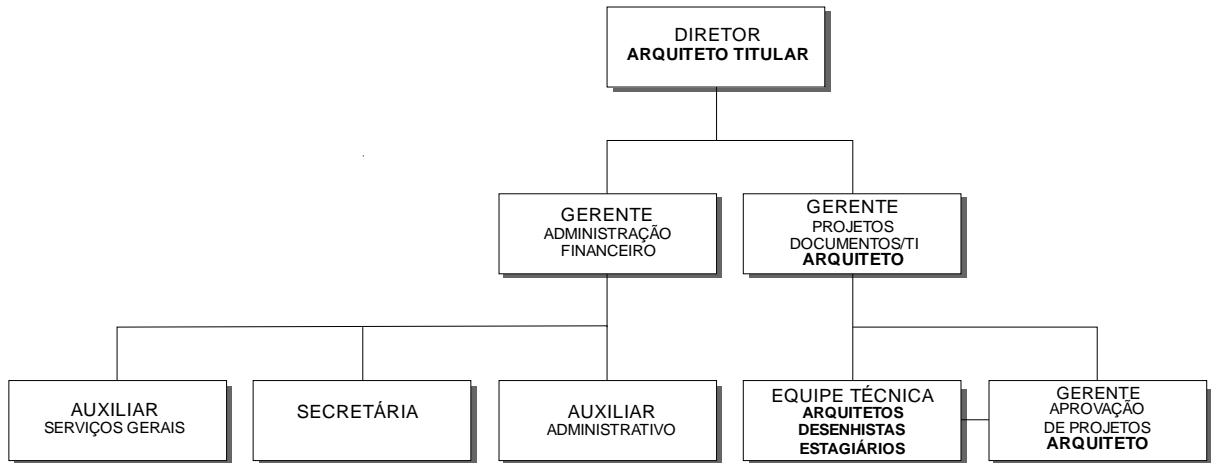 DIRETOR
ARQUITETO TITULAR
GERENTE
ADMINISTRAÇÃO
FINANCEIRO
GERENTE
PROJETOS
DOCUMENTOS/TI
ARQUITETO
AUXILIAR
SERVIÇOS GERAIS
SECRETÁRIA
AUXILIAR
ADMINISTRATIVO
EQUIPE TÉCNICA
ARQUITETOS
DESENHISTAS
ESTAGIÁRIOS
GERENTE
APROVAÇÃO
DE PROJETOS
ARQUITETO